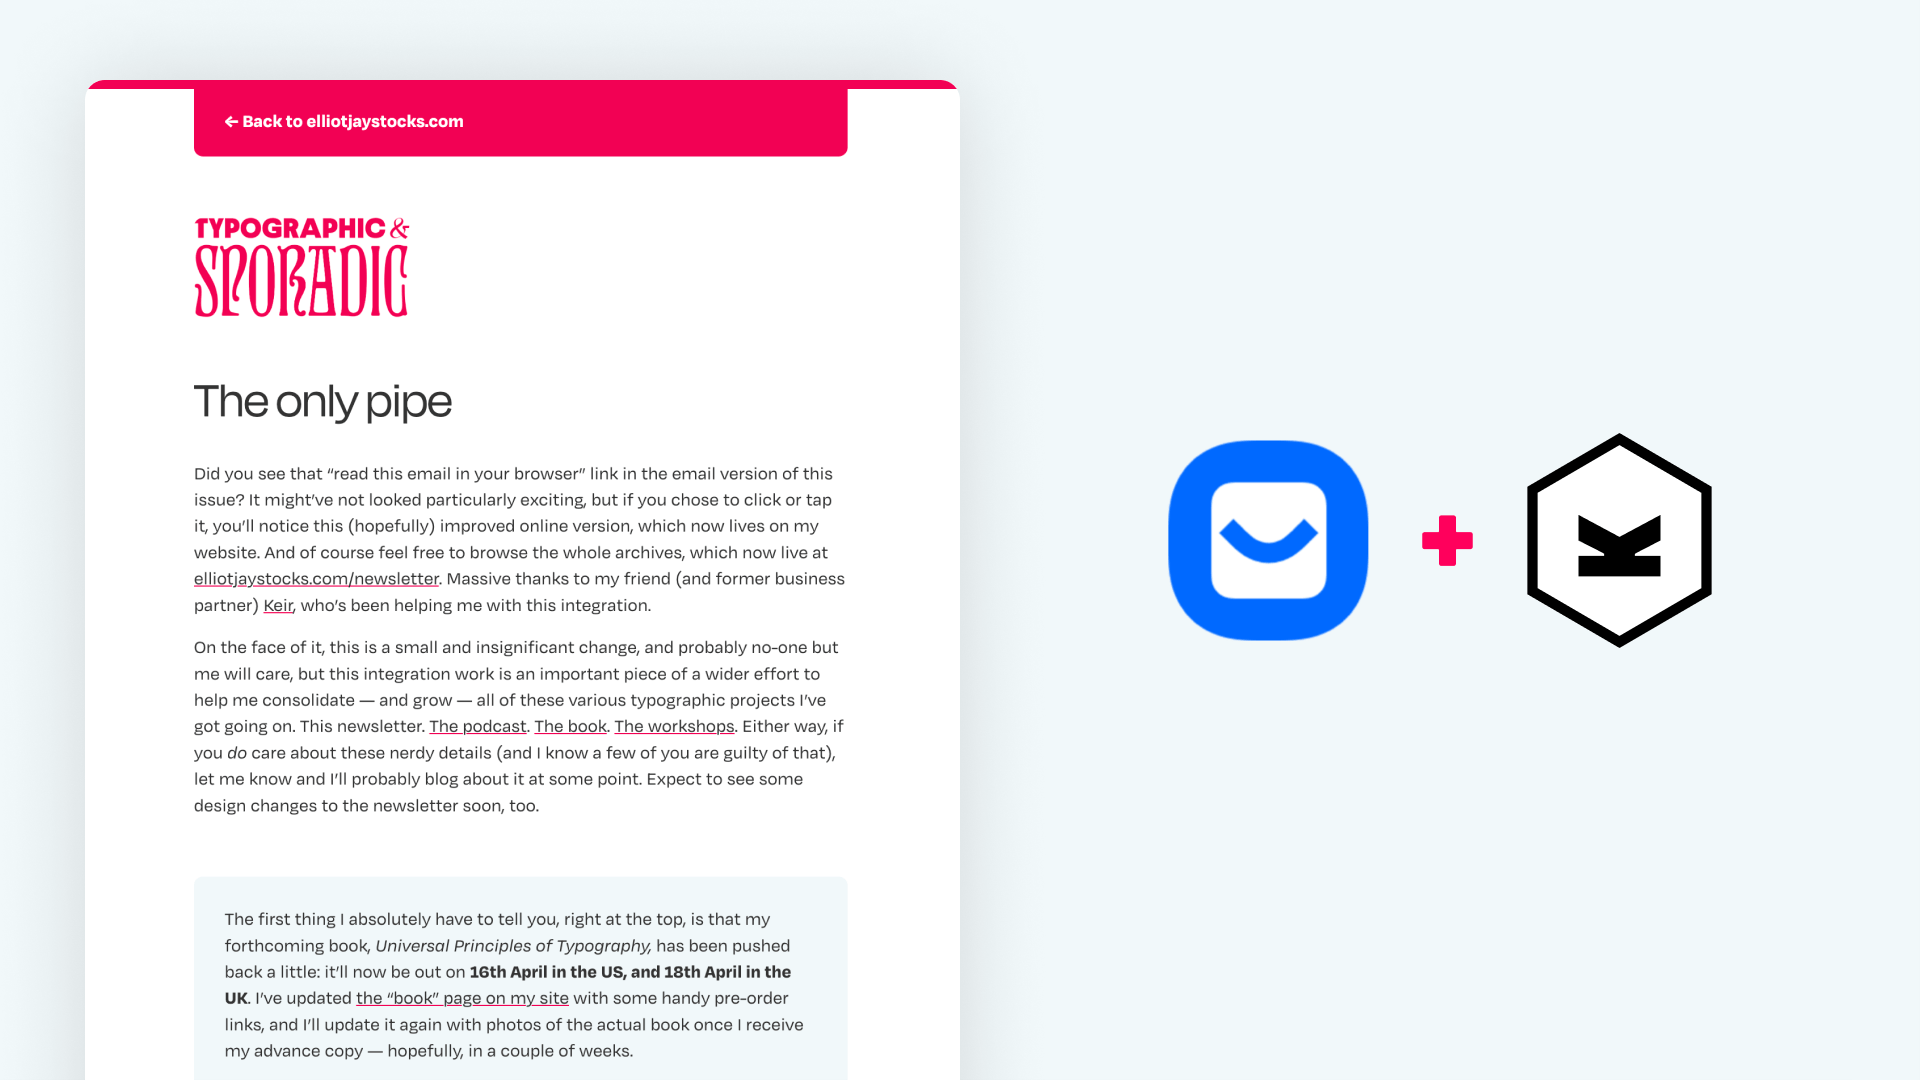 ← Back to elliotjaystocks.com
TYPOGRAPHIC &
SPORADIC
The only pipe
Did you see that “read this email in your browser” link in the email version of this
issue? It might’ve not looked particularly exciting, but if you chose to click or tap
it, you’ll notice this (hopefully) improved online version, which now lives on my
website. And of course feel free to browse the whole archives, which now live at
elliotjaystocks.com/newsletter. Massive thanks to my friend (and former business
partner) Keir, who’s been helping me with this integration.
On the face of it, this is a small and insignificant change, and probably no-one but
me will care, but this integration work is an important piece of a wider effort to
help me consolidate — and grow — all of these various typographic projects I’ve
got going on. This newsletter. The podcast. The book. The workshops. Either way, if
you do care about these nerdy details (and I know a few of you are guilty of that),
let me know and I’ll probably blog about it at some point. Expect to see some
design changes to the newsletter soon, too.
The first thing I absolutely have to tell you, right at the top, is that my
forthcoming book, Universal Principles of Typography, has been pushed
back a little: it’ll now be out on 16th April in the US, and 18th April in the
UK. I’ve updated the “book” page on my site with some handy pre-order
links, and I’ll update it again with photos of the actual book once I receive
my advance copy — hopefully, in a couple of weeks.